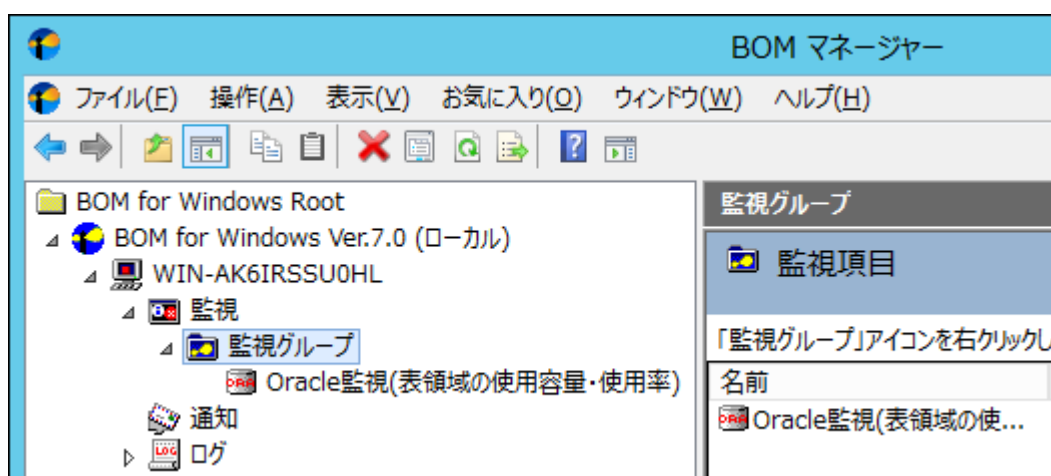 BOM マネージャー
ファイル(F) 操作(A) 表示(V) お気に入り(O) ウィンドウ(W) ヘルプ(H)
BOM for Windows Root
BOM for Windows Ver.7.0 (ローカル)
WIN-AK6IRSSU0HL
監視
監視グループ
Oracle監視(表領域の使用容量・使用率)
通知
ログ
監視グループ
監視項目
「監視グループ」アイコンを右クリックし
名前
Oracle監視(表領域の使...